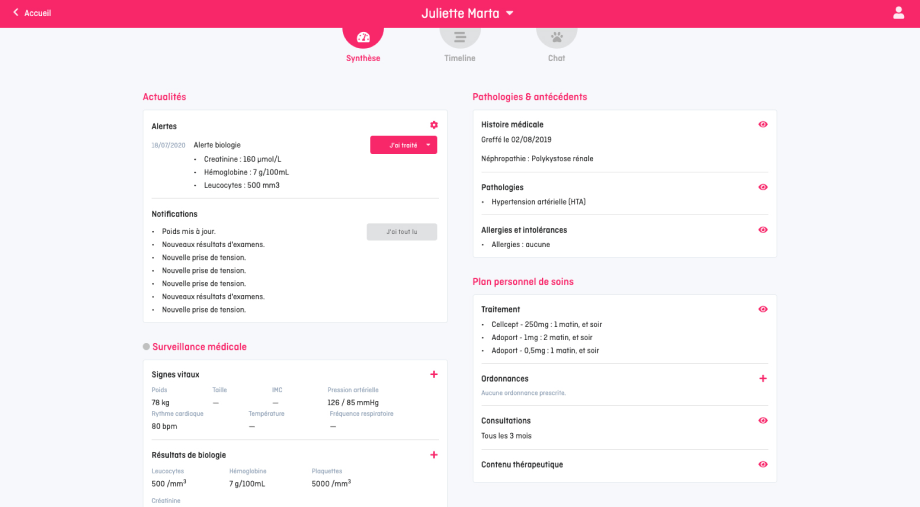 Accueil
Juliette Marta
Synthèse
Timeline
Chat
Actualités
Alertes
18/07/2020 Alerte biologie
J'ai traité
• Creatinine : 160 µmol/L
• Hémoglobine : 7 g/100mL
• Leucocytes : 500 mm3
Notifications
J'ai tout lu
• Poids mis à jour.
• Nouveaux résultats d'examens.
• Nouvelle prise de tension.
• Nouvelle prise de tension.
• Nouvelle prise de tension.
• Nouveaux résultats d'examens.
• Nouvelle prise de tension.
Surveillance médicale
Signes vitaux
Poids Taille IMC Pression artérielle
78 kg — — 126 / 85 mmHg
Rythme cardiaque Température Fréquence respiratoire
80 bpm — —
Résultats de biologie
Leucocytes Hémoglobine Plaquettes
500 /mm³ 7 g/100mL 5000 /mm³
Créatinine
Pathologies & antécédents
Histoire médicale
Greffé le 02/08/2019
Néphropathie : Polykystose rénale
Pathologies
• Hypertension artérielle (HTA)
Allergies et intolérances
• Allergies : aucune
Plan personnel de soins
Traitement
• Cellcept - 250mg : 1 matin, et soir
• Adoport - 1mg : 2 matin, et soir
• Adoport - 0,5mg : 1 matin, et soir
Ordonnances
Aucune ordonnance prescrite.
Consultations
Tous les 3 mois
Contenu thérapeutique